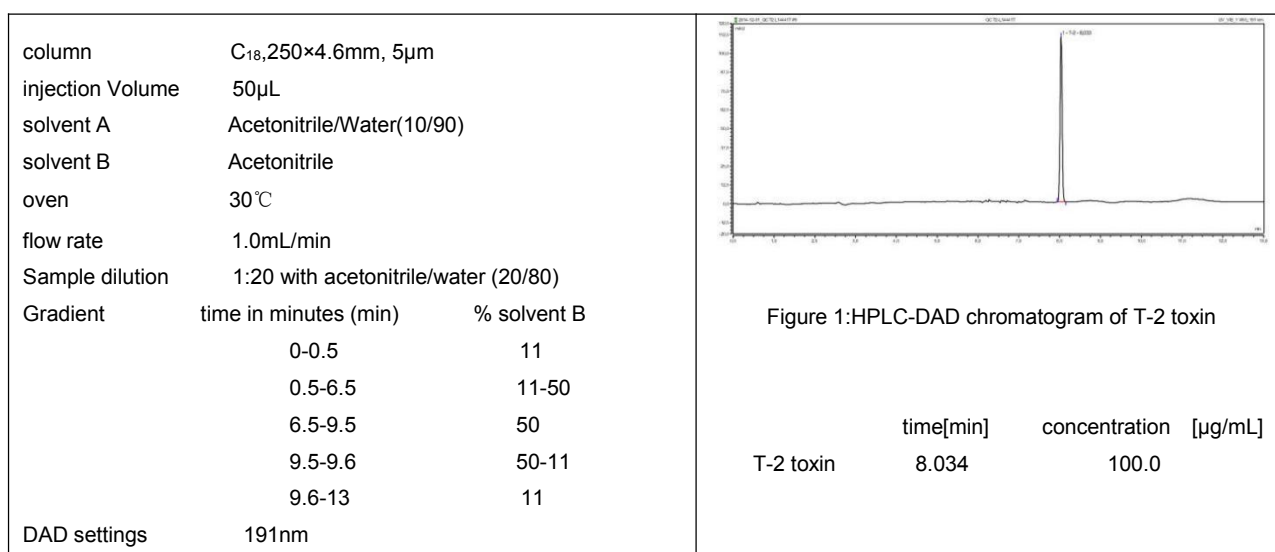 column C₁₈,250×4.6mm, 5μm
injection Volume 50μL
solvent A Acetonitrile/Water(10/90)
solvent B Acetonitrile
oven 30℃
flow rate 1.0mL/min
Sample dilution 1:20 with acetonitrile/water (20/80)
Gradient time in minutes (min) % solvent B
0-0.5 11
0.5-6.5 11-50
6.5-9.5 50
9.5-9.6 50-11
9.6-13 11
DAD settings 191nm
Figure 1:HPLC-DAD chromatogram of T-2 toxin
time[min] concentration [μg/mL]
T-2 toxin 8.034 100.0